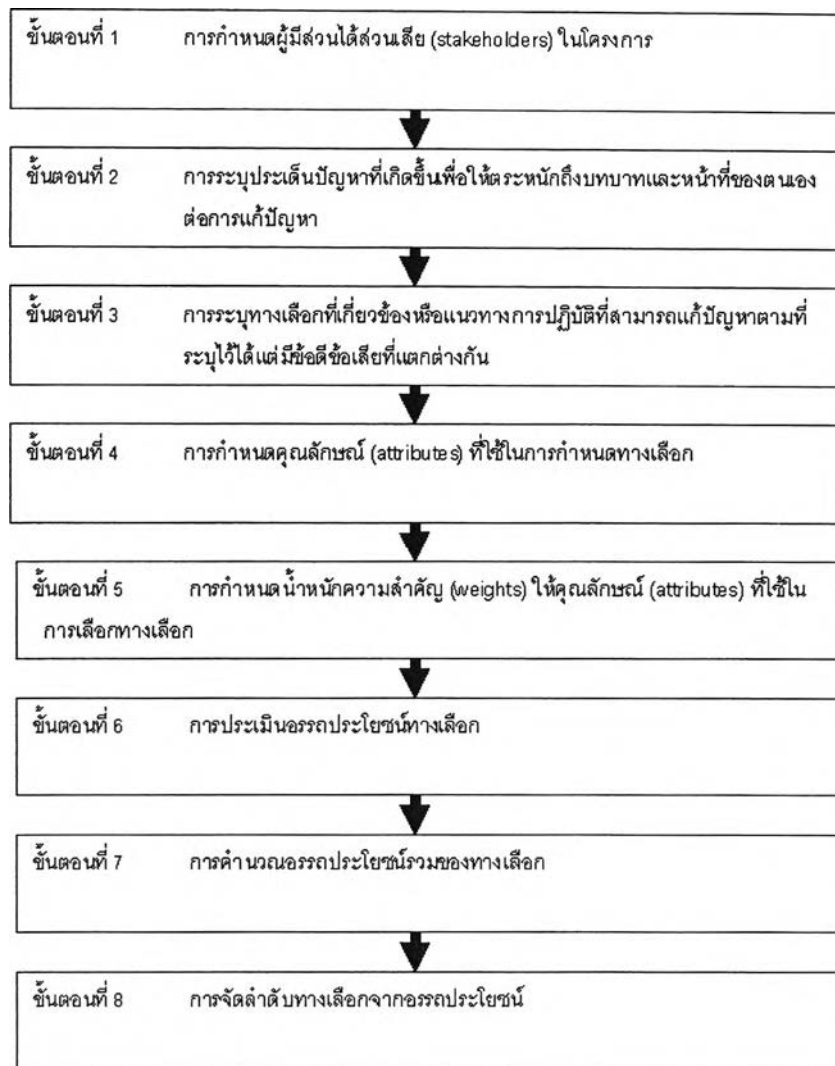 ขั้นตอนที่ 1 การกำหนดผู้มีส่วนได้ส่วนเสีย (stakeholders) ในโครงการ
ขั้นตอนที่ 2 การระบุประเด็นปัญหาที่เกิดขึ้นเพื่อให้ตระหนักถึงบทบาทและหน้าที่ของตนเอง
ต่อการแก้ปัญหา
ขั้นตอนที่ 3 การระบุทางเลือกที่เกี่ยวข้องหรือแนวทางการปฏิบัติที่สามารถแก้ปัญหาตามที่
ระบุไว้ได้แต่มีข้อดีข้อเสียที่แตกต่างกัน
ขั้นตอนที่ 4 การกำหนดคุณลักษณ์ (attributes) ที่ใช้ในการกำหนดทางเลือก
ขั้นตอนที่ 5 การกำหนดน้ำหนักความสำคัญ (weights) ให้คุณลักษณ์ (attributes) ที่ใช้ใน
การเลือกทางเลือก
ขั้นตอนที่ 6 การประเมินอรรถประโยชน์ทางเลือก
ขั้นตอนที่ 7 การคำนวณอรรถประโยชน์รวมของทางเลือก
ขั้นตอนที่ 8 การจัดลำดับทางเลือกจากอรรถประโยชน์